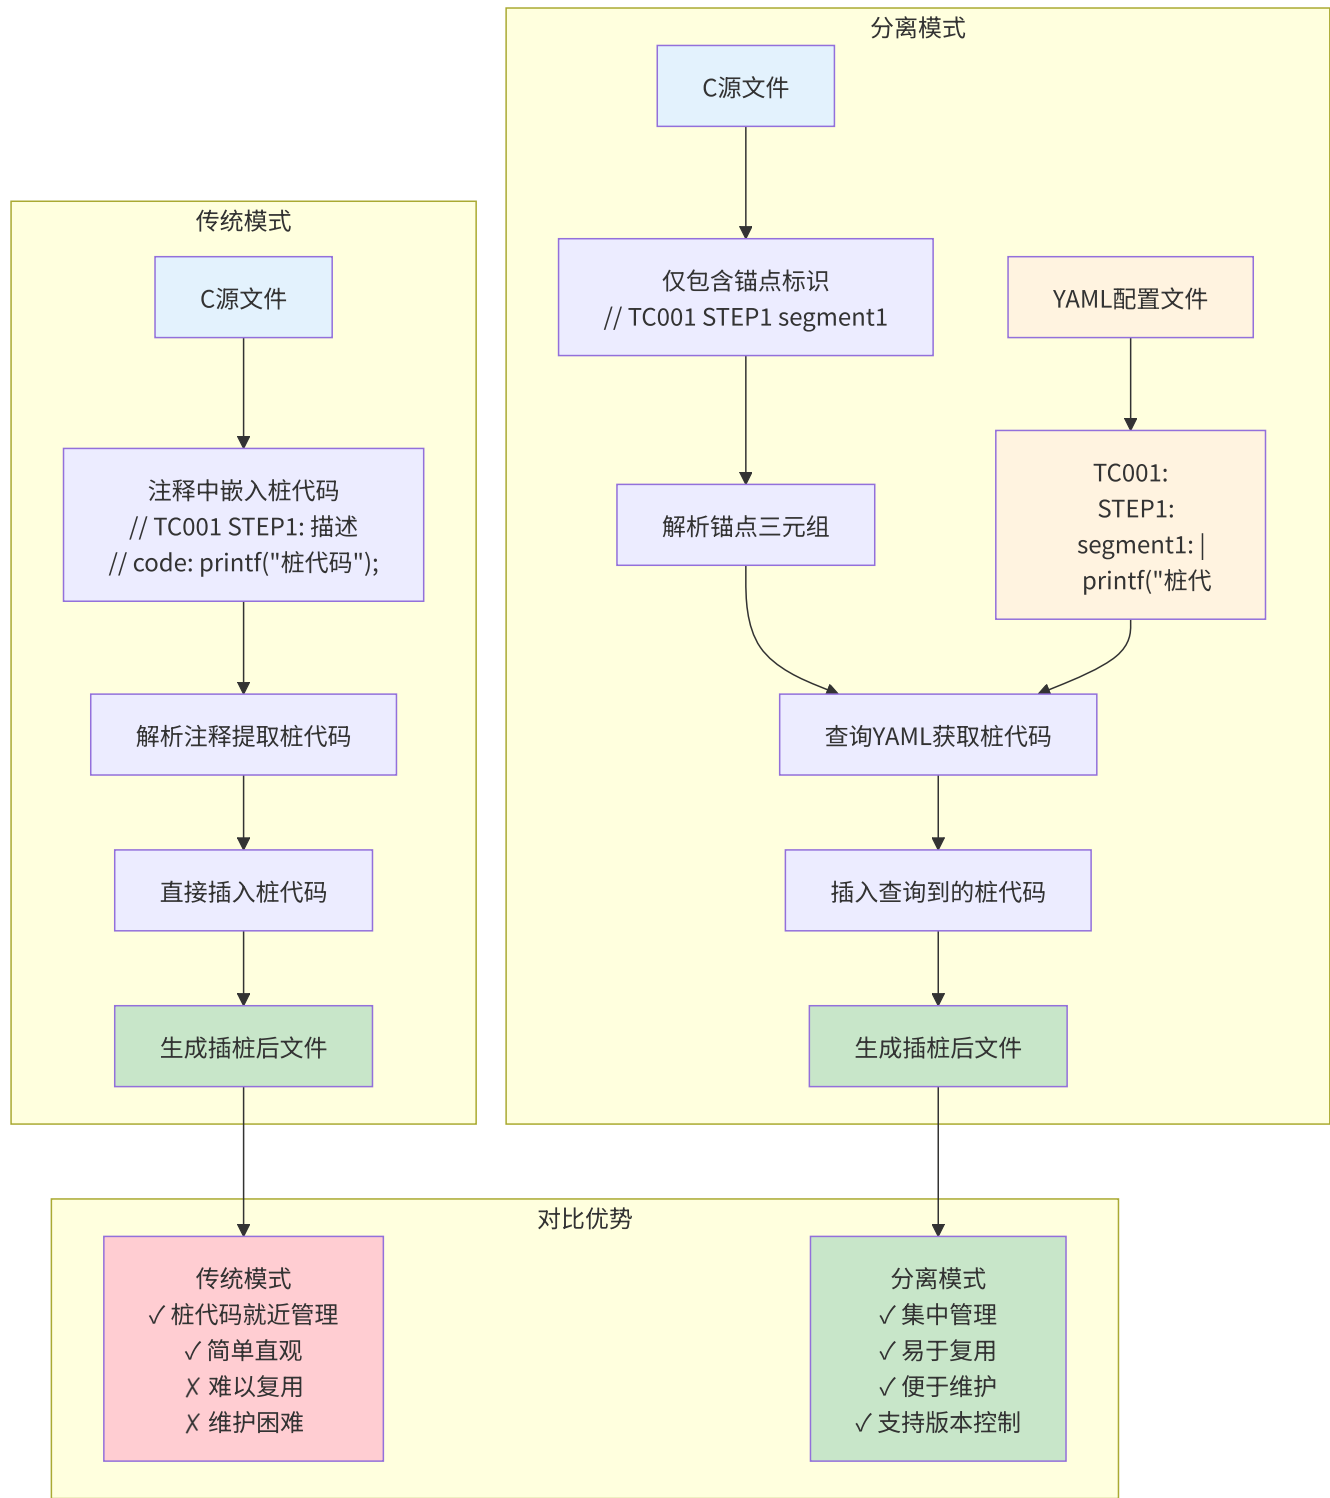 传统模式
C源文件
注释中嵌入桩代码
// TC001 STEP1: 描述
// code: printf("桩代码");
解析注释提取桩代码
直接插入桩代码
生成插桩后文件
分离模式
C源文件
仅包含锚点标识
// TC001 STEP1 segment1
解析锚点三元组
YAML配置文件
TC001:
STEP1:
segment1: |
printf("桩代
查询YAML获取桩代码
插入查询到的桩代码
生成插桩后文件
对比优势
传统模式
✓ 桩代码就近管理
✓ 简单直观
✗ 难以复用
✗ 维护困难
分离模式
✓ 集中管理
✓ 易于复用
✓ 便于维护
✓ 支持版本控制